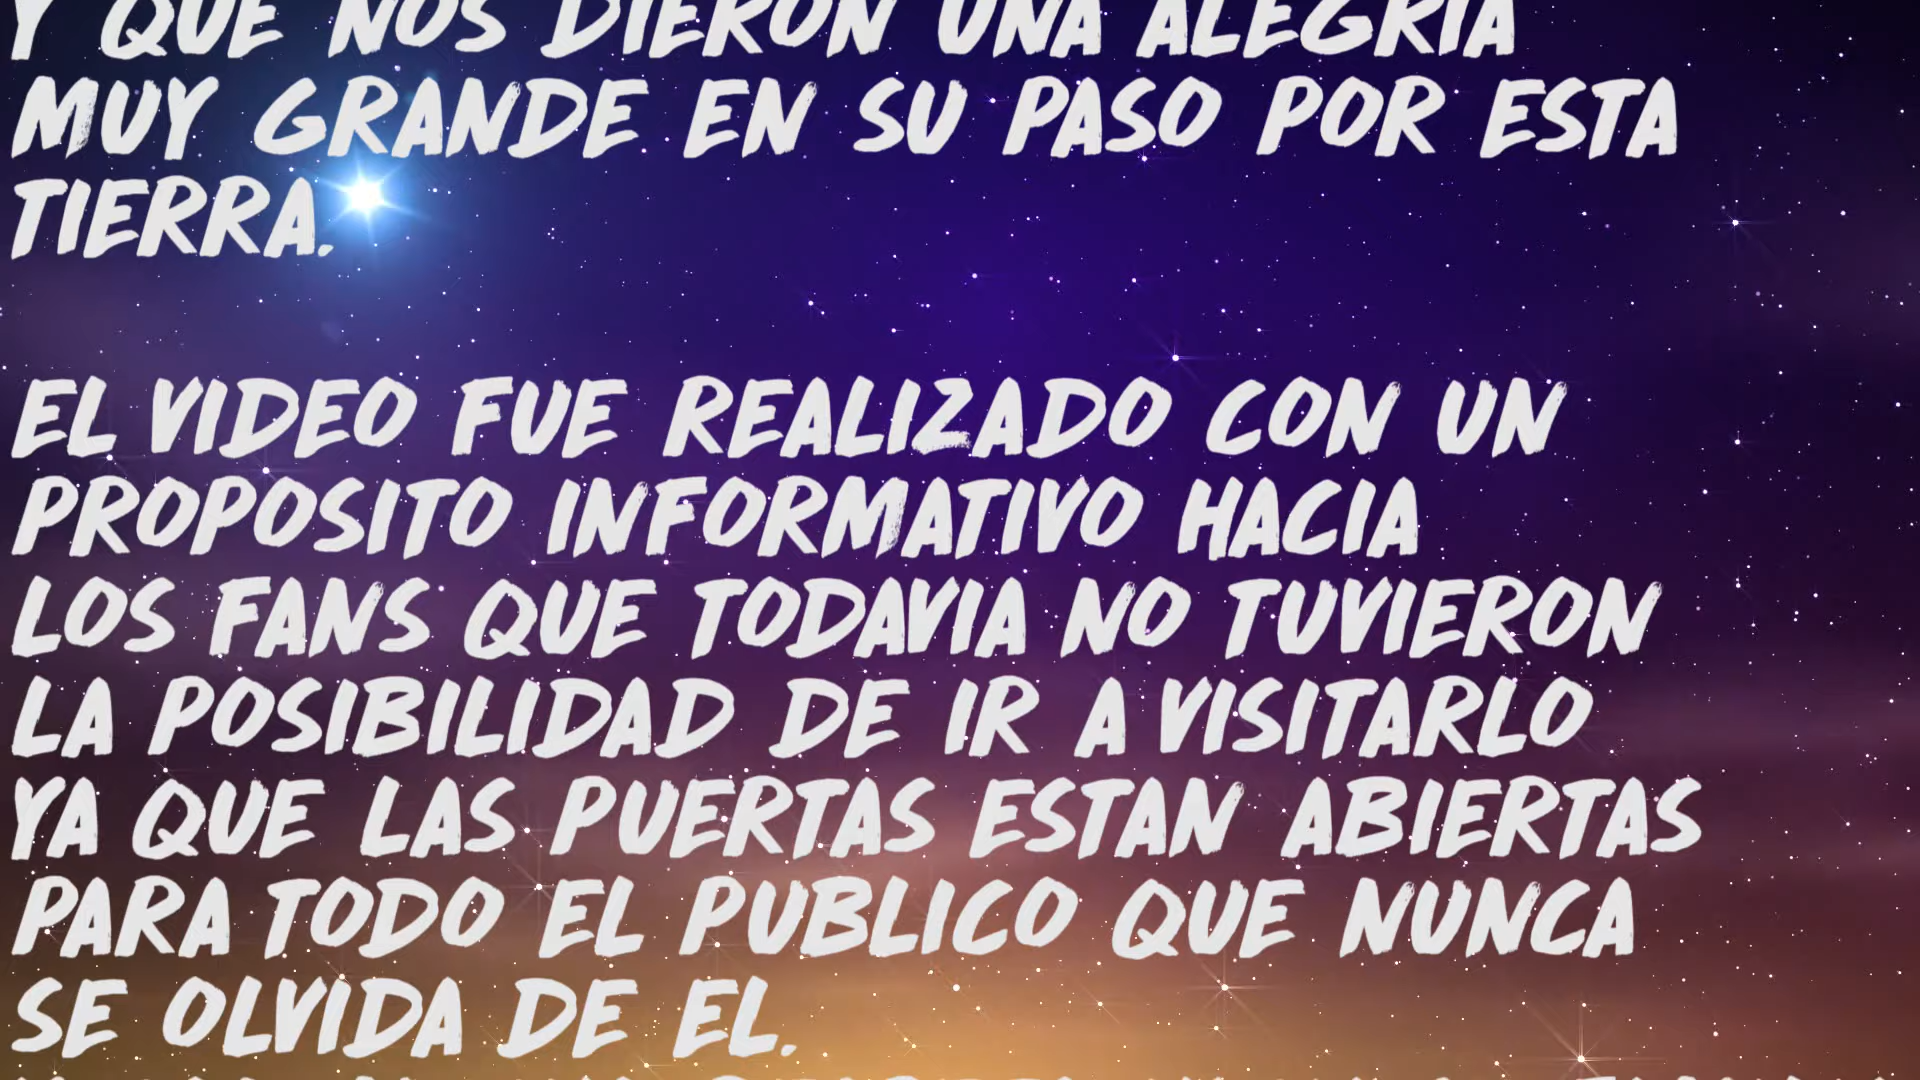 Y QUE NOS DIERON UNA ALEGRIA
MUY GRANDE EN SU PASO POR ESTA
TIERRA.
EL VIDEO FUE REALIZADO CON UN
PROPOSITO INFORMATIVO HACIA
LOS FANS QUE TODAVIA NO TUVIERON
LA POSIBILIDAD DE IR A VISITARLO
YA QUE LAS PUERTAS ESTAN ABIERTAS
PARA TODO EL PUBLICO QUE NUNCA
SE OLVIDA DE EL.